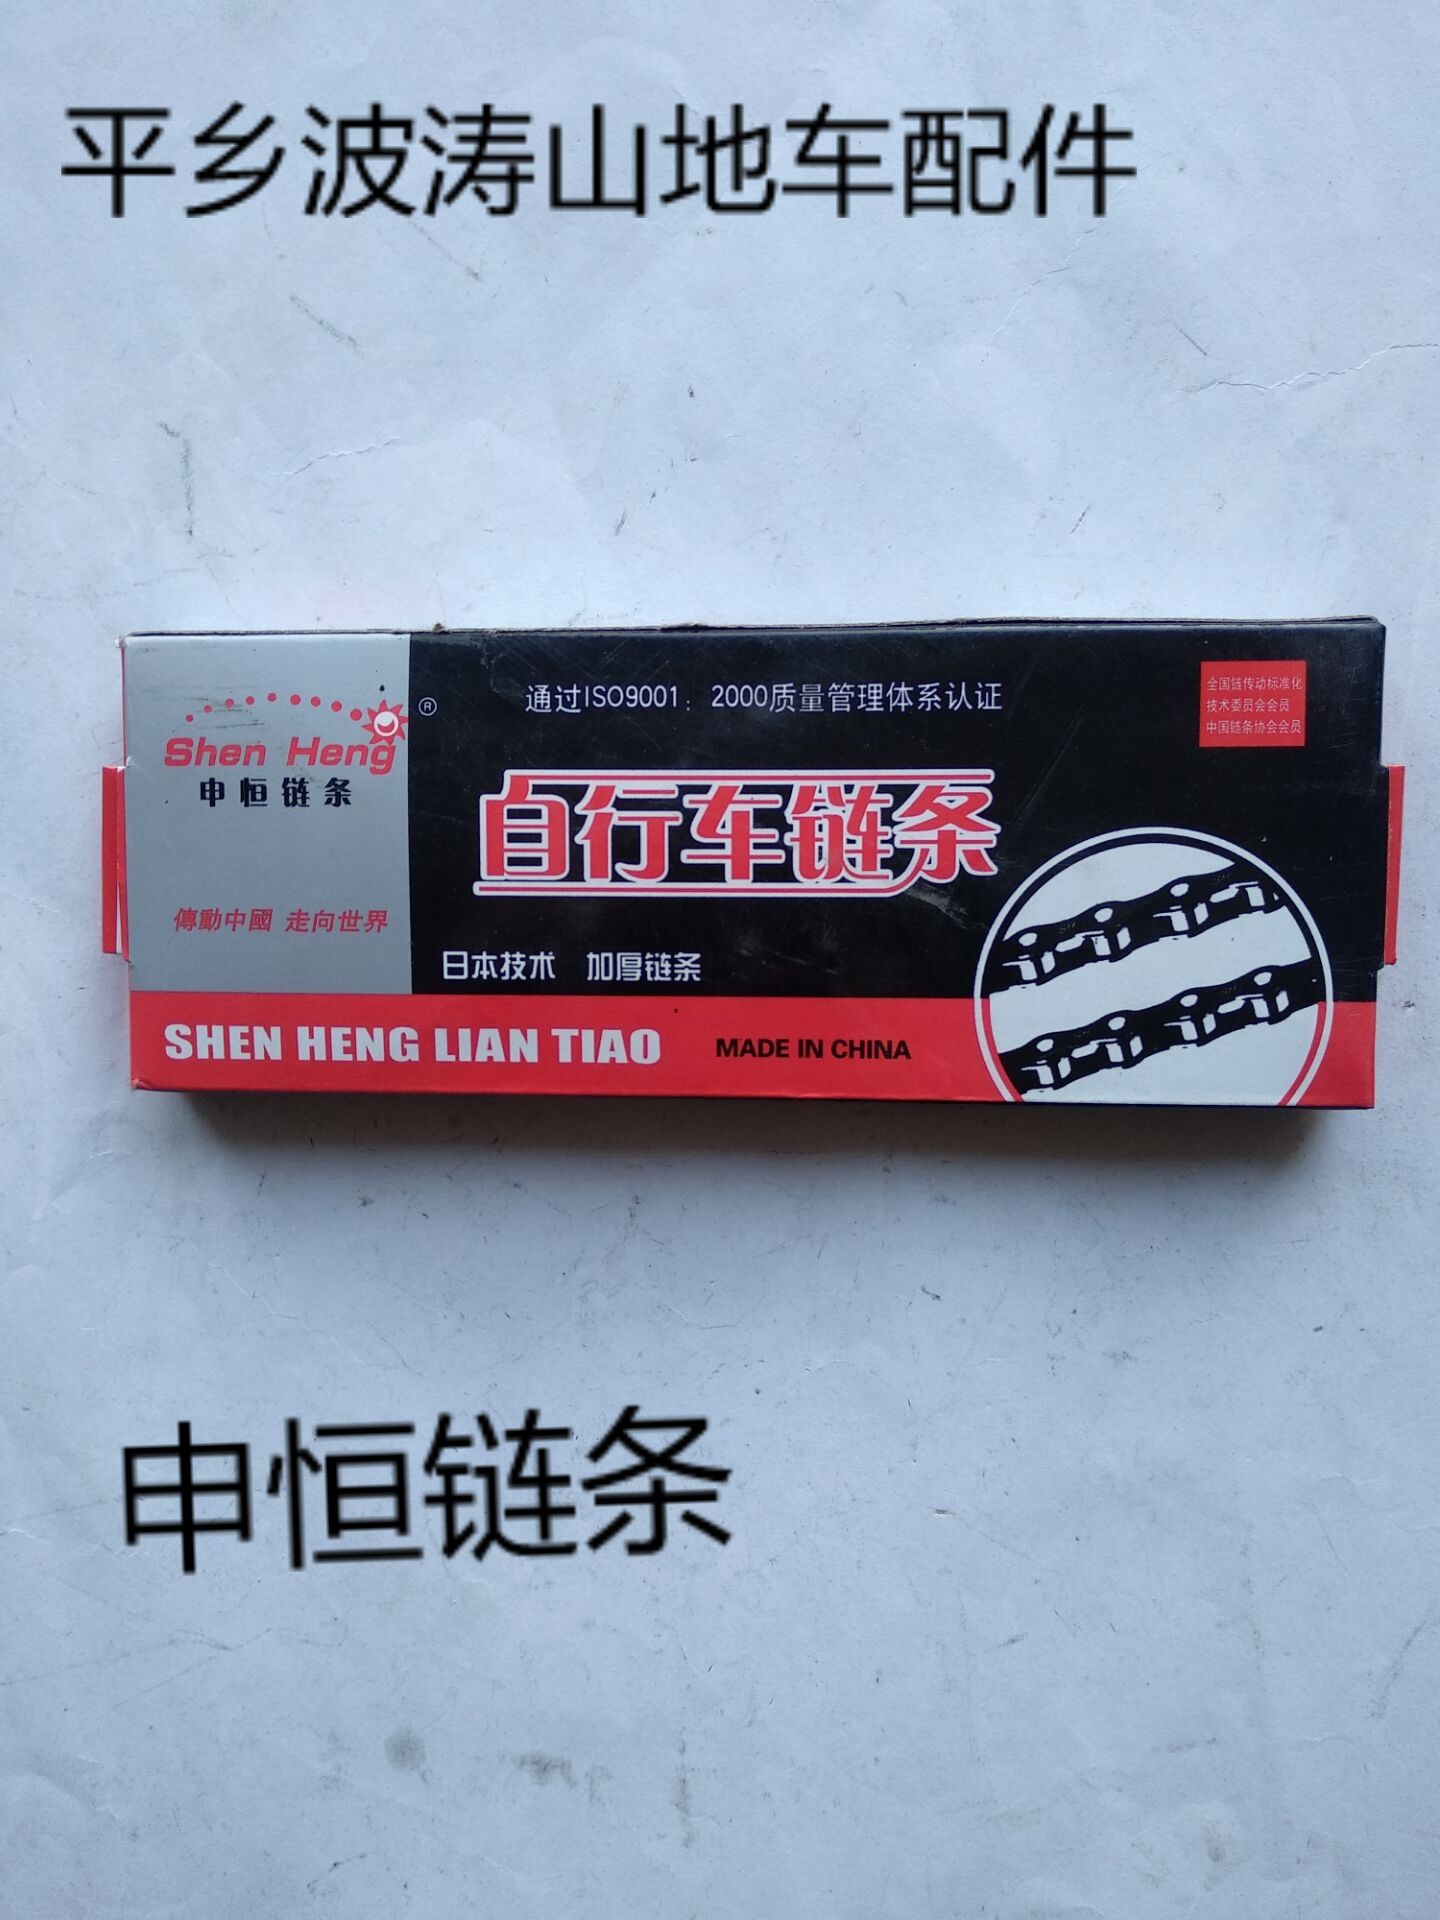 平乡波涛山地车配件
通过ISO9001：2000质量管理体系认证
全国链传动标准化
技术委员会会员
中国链条协会会员
®
Shen Heng
申恒链条
自行车链条
傳動中國 走向世界
日本技术 加厚链条
SHEN HENG LIAN TIAO
MADE IN CHINA
申恒链条